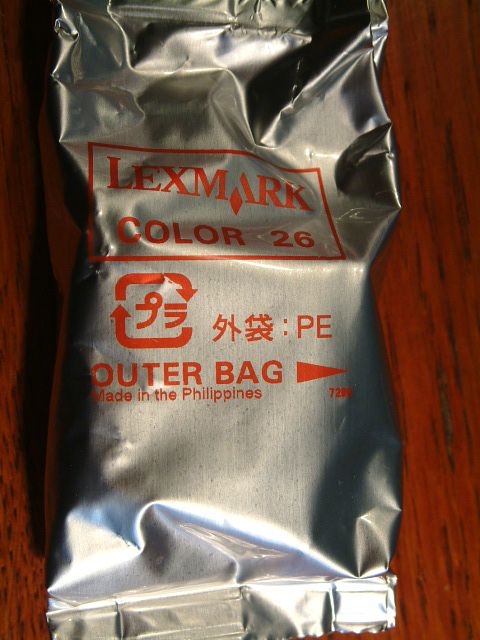 LEXMARK
COLOR 26
プラ 外袋:PE
OUTER BAG
Made in the Philippines